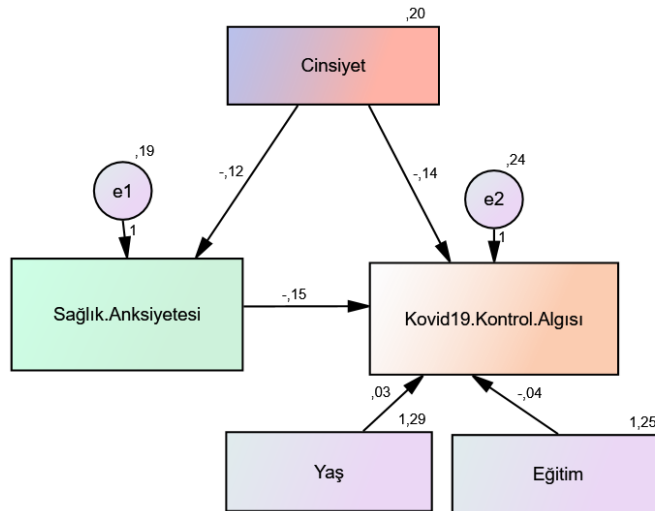 ,20
Cinsiyet
,19
e1
1
-,12
-,14
,24
e2
1
Sağlık.Anksiyetesi
-,15
Kovid19.Kontrol.Algısı
,03
1,29
Yaş
-,04
1,25
Eğitim